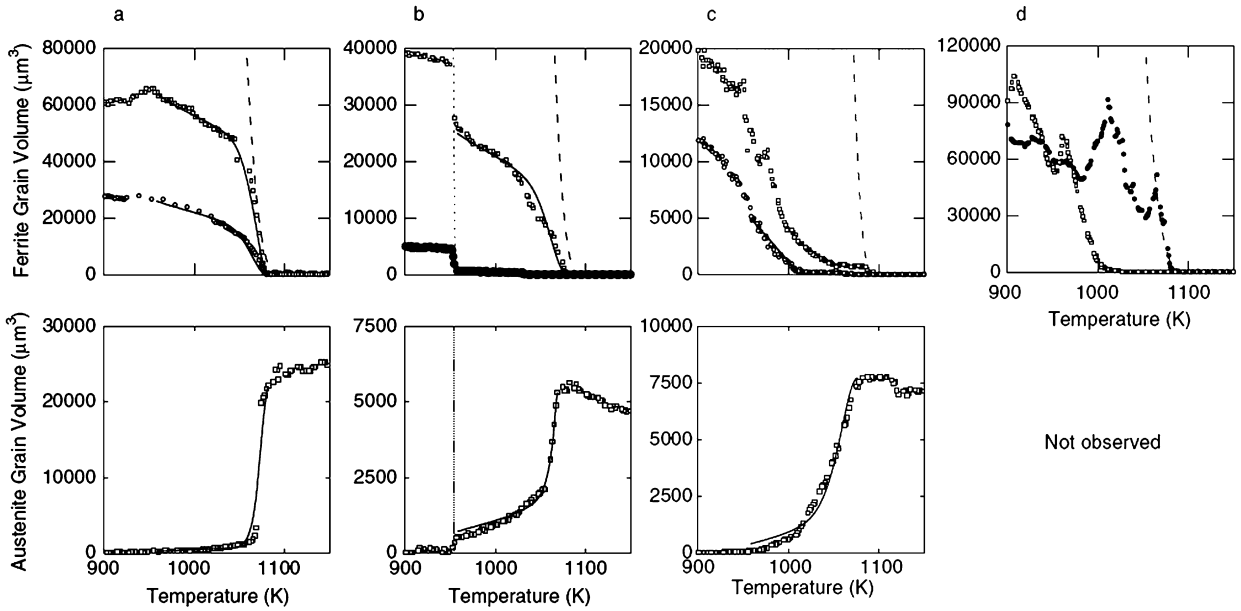 a b c d
Ferrite Grain Volume (μm³)
80000 40000 20000 120000
60000 30000 15000 90000
40000 20000 10000 60000
20000 10000 5000 30000
0 0 0 0
900 1000 1100
Temperature (K)
Austenite Grain Volume (μm³)
30000 7500 10000
7500
20000 5000
5000
10000 2500
2500
0 0 0
Not observed
900 1000 1100 900 1000 1100 900 1000 1100
Temperature (K) Temperature (K) Temperature (K)